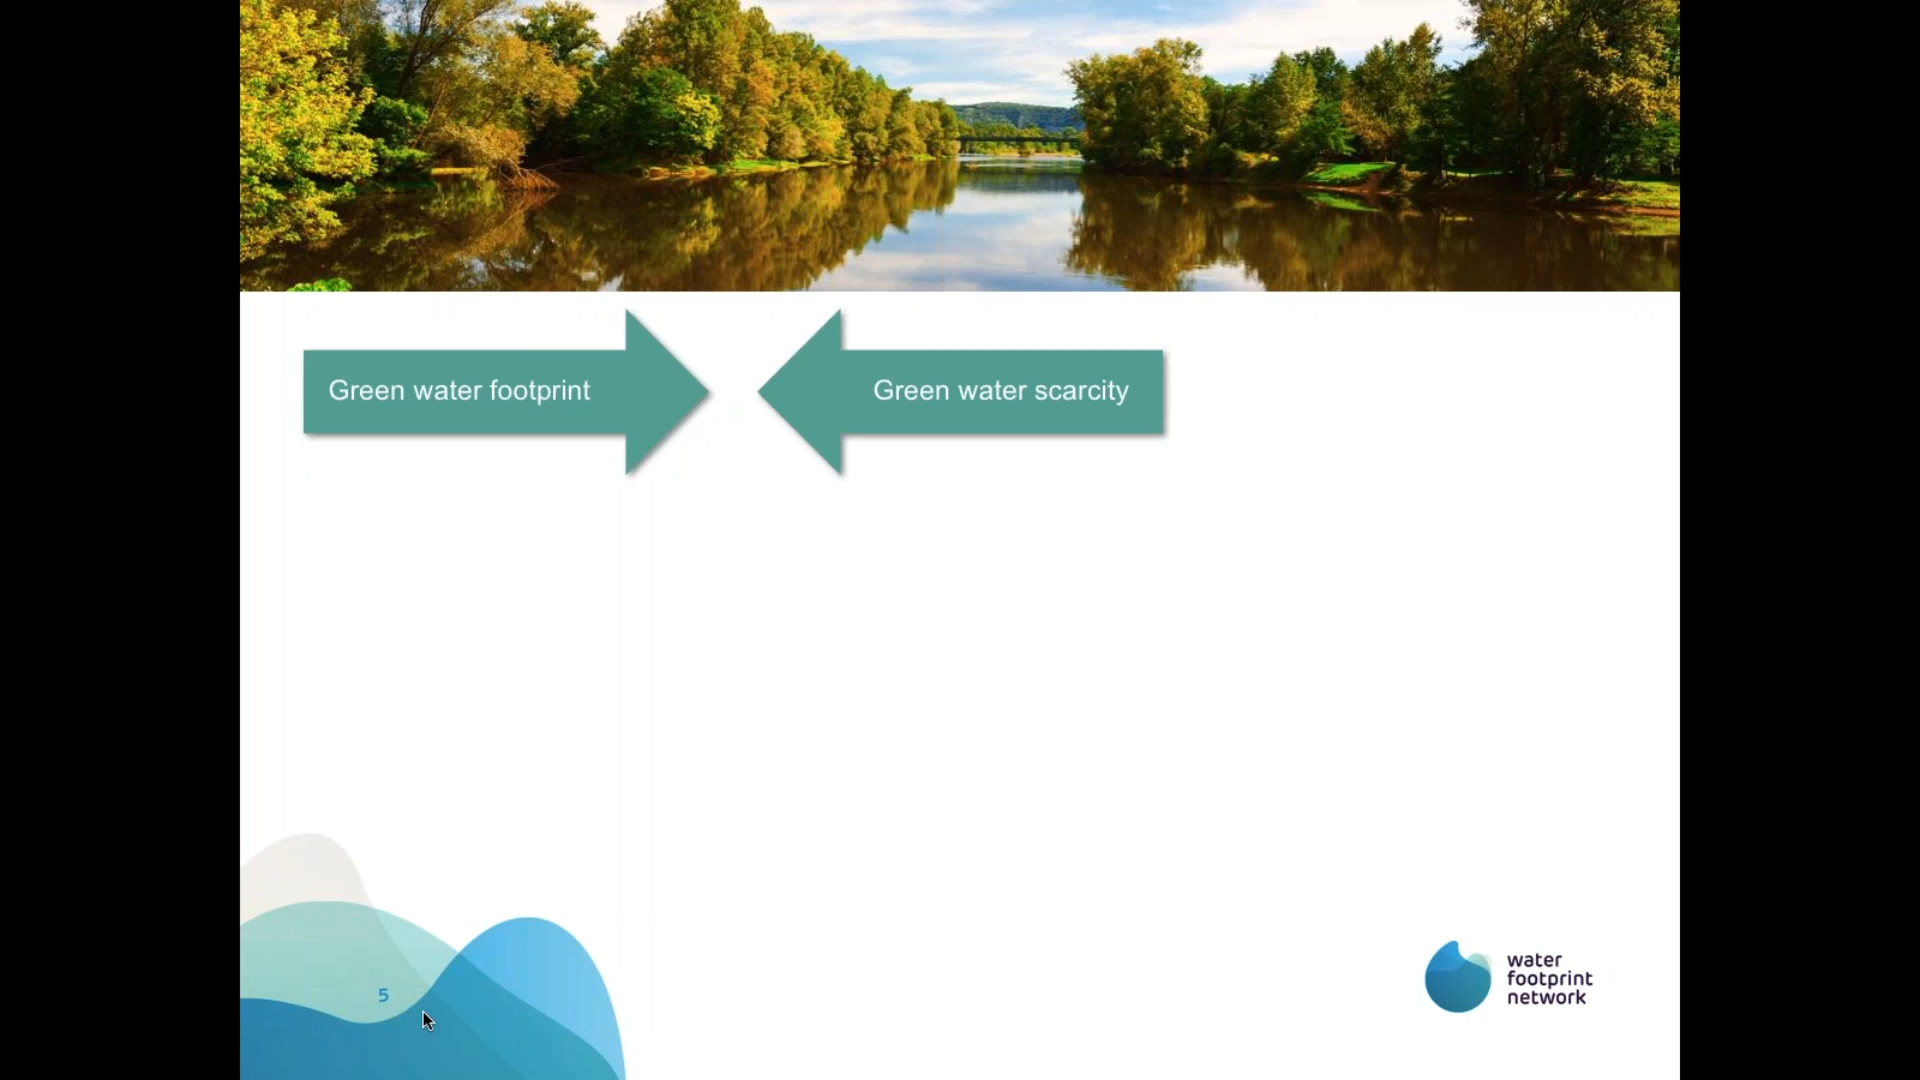 Green water footprint
Green water scarcity
5
water
footprint
network